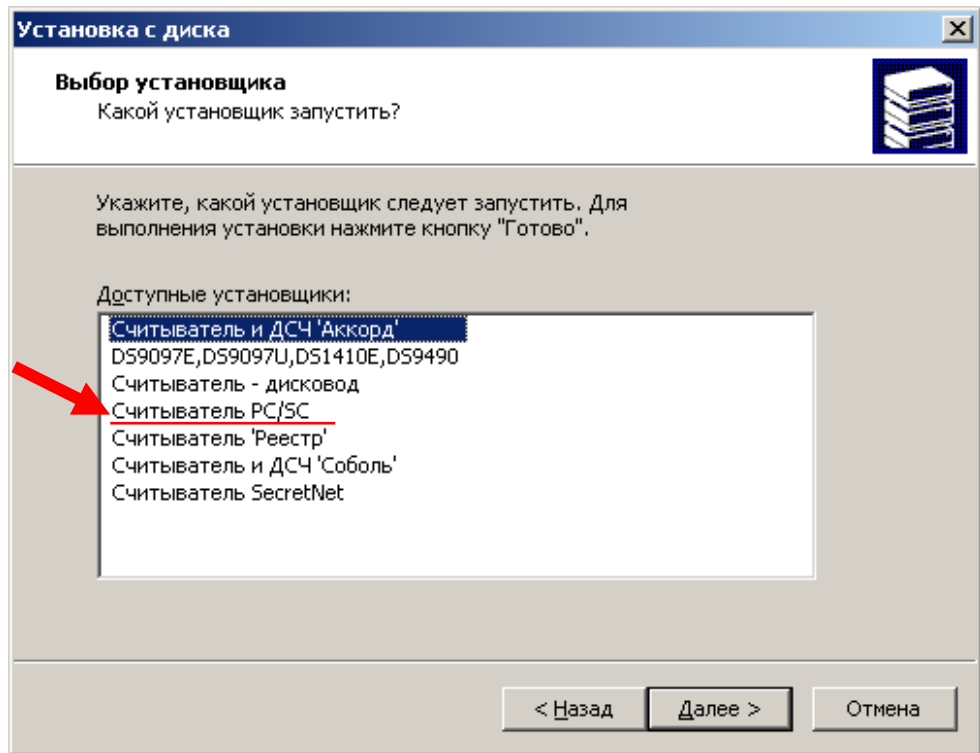 Установка с диска
Выбор установщика
Какой установщик запустить?
Укажите, какой установщик следует запустить. Для
выполнения установки нажмите кнопку "Готово".
Доступные установщики:
Считыватель и ДСЧ 'Аккорд'
DS9097E,DS9097U,DS1410E,DS9490
Считыватель - дисковод
Считыватель PC/SC
Считыватель 'Реестр'
Считыватель и ДСЧ 'Соболь'
Считыватель SecretNet
< Назад
Далее >
Отмена